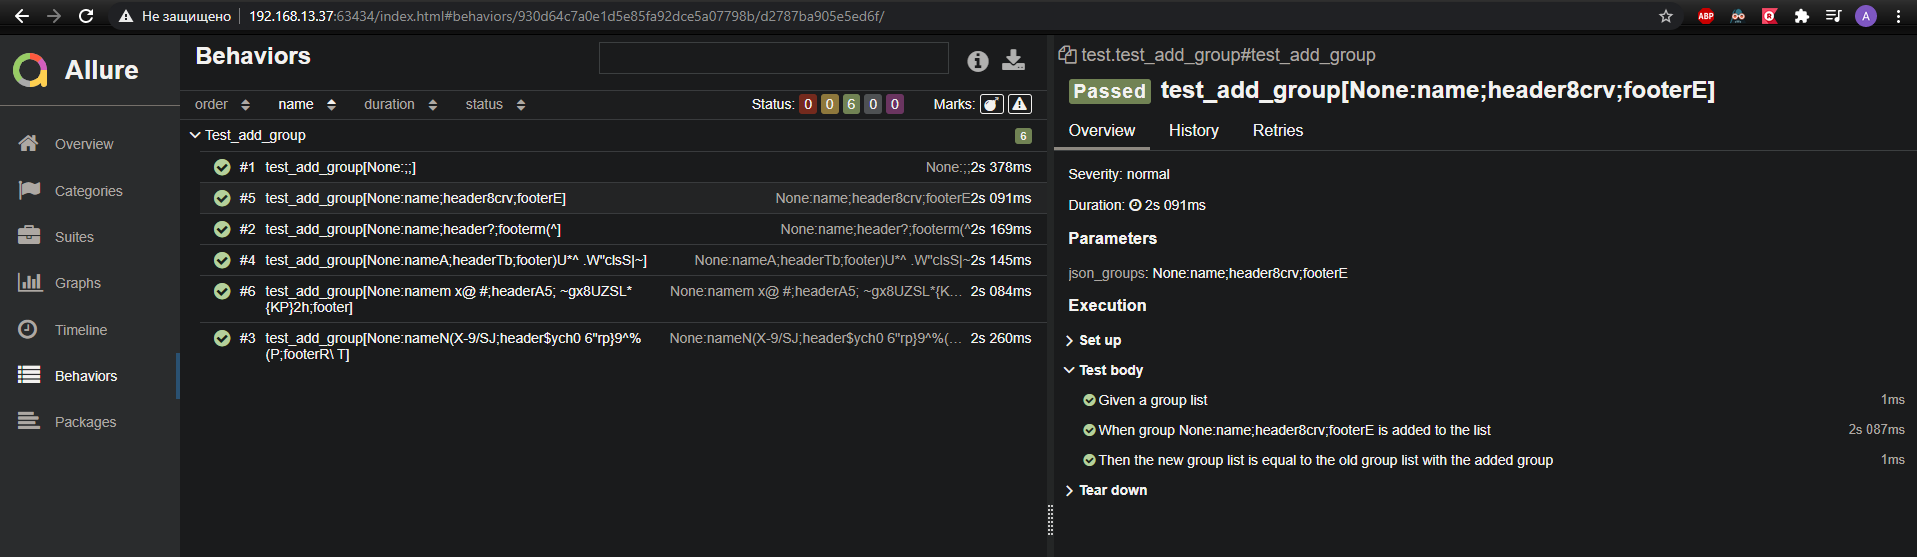 Не защищено 192.168.13.37:63434/index.html#behaviors/930d64c7a0e1d5e85fa92dce5a07798b/d2787ba905e5ed6f/
ABP
A
Allure
Overview
Categories
Suites
Graphs
Timeline
Behaviors
Packages
Behaviors
order name duration status Status: 0 0 6 0 0 Marks:
Test_add_group 6
#1 test_add_group[None:;;] None:;; 2s 378ms
#5 test_add_group[None:name;header8crv;footerE] None:name;header8crv;footerE 2s 091ms
#2 test_add_group[None:name;header?;footerm(^] None:name;header?;footerm(^ 2s 169ms
#4 test_add_group[None:nameA;headerTb;footer)U*^ .W"clsS|~] None:nameA;headerTb;footer)U*^ .W"clsS|~ 2s 145ms
#6 test_add_group[None:namem x@ #;headerA5; ~gx8UZSL* None:namem x@ #;headerA5; ~gx8UZSL*{K… 2s 084ms
{KP}2h;footer]
#3 test_add_group[None:nameN(X-9/SJ;header$ych0 6"rp}9^% None:nameN(X-9/SJ;header$ych0 6"rp}9^%(… 2s 260ms
(P;footerR\ T]
test.test_add_group#test_add_group
Passed test_add_group[None:name;header8crv;footerE]
Overview History Retries
Severity: normal
Duration: 2s 091ms
Parameters
json_groups: None:name;header8crv;footerE
Execution
Set up
Test body
Given a group list 1ms
When group None:name;header8crv;footerE is added to the list 2s 087ms
Then the new group list is equal to the old group list with the added group 1ms
Tear down